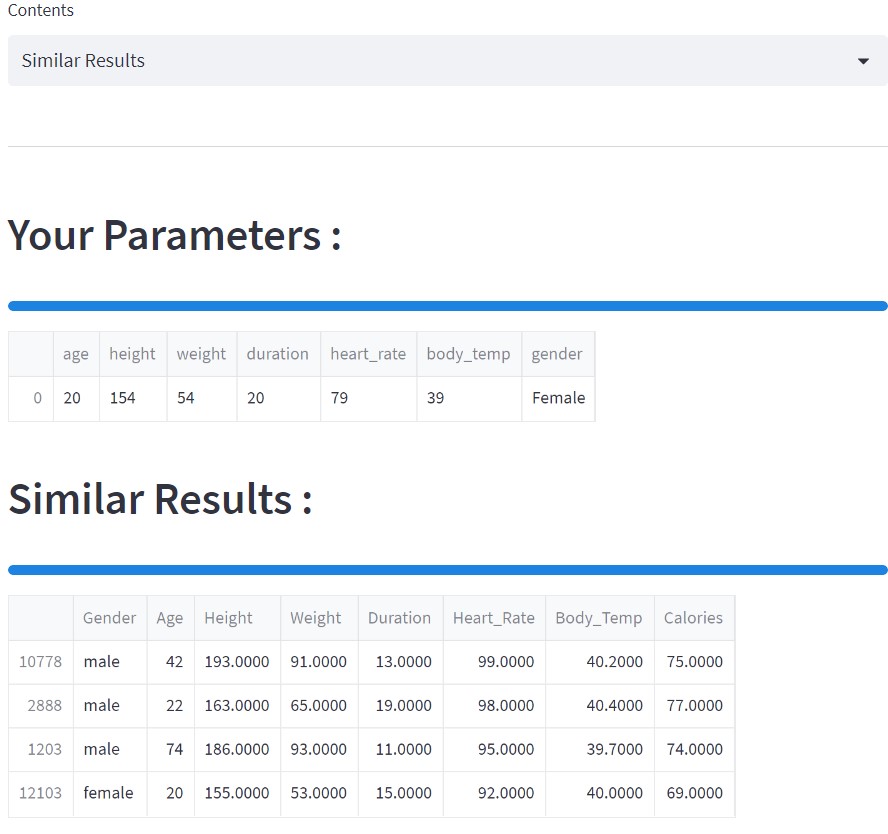 Contents
Similar Results
Your Parameters :
age height weight duration heart_rate body_temp gender
0 20 154 54 20 79 39 Female
Similar Results :
Gender Age Height Weight Duration Heart_Rate Body_Temp Calories
10778 male 42 193.0000 91.0000 13.0000 99.0000 40.2000 75.0000
2888 male 22 163.0000 65.0000 19.0000 98.0000 40.4000 77.0000
1203 male 74 186.0000 93.0000 11.0000 95.0000 39.7000 74.0000
12103 female 20 155.0000 53.0000 15.0000 92.0000 40.0000 69.0000